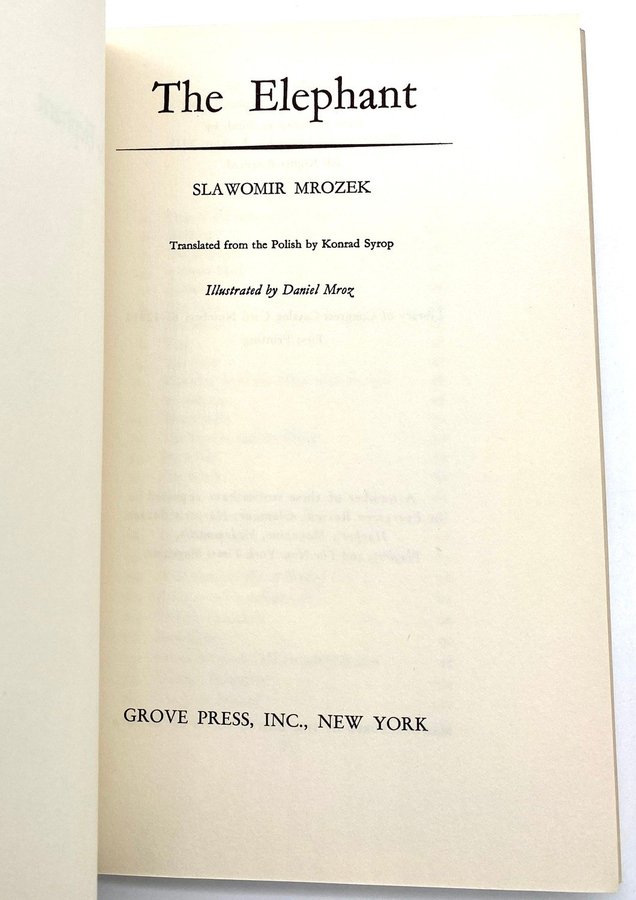 The Elephant
SLAWOMIR MROZEK
Translated from the Polish by Konrad Syrop
Illustrated by Daniel Mroz
GROVE PRESS, INC., NEW YORK